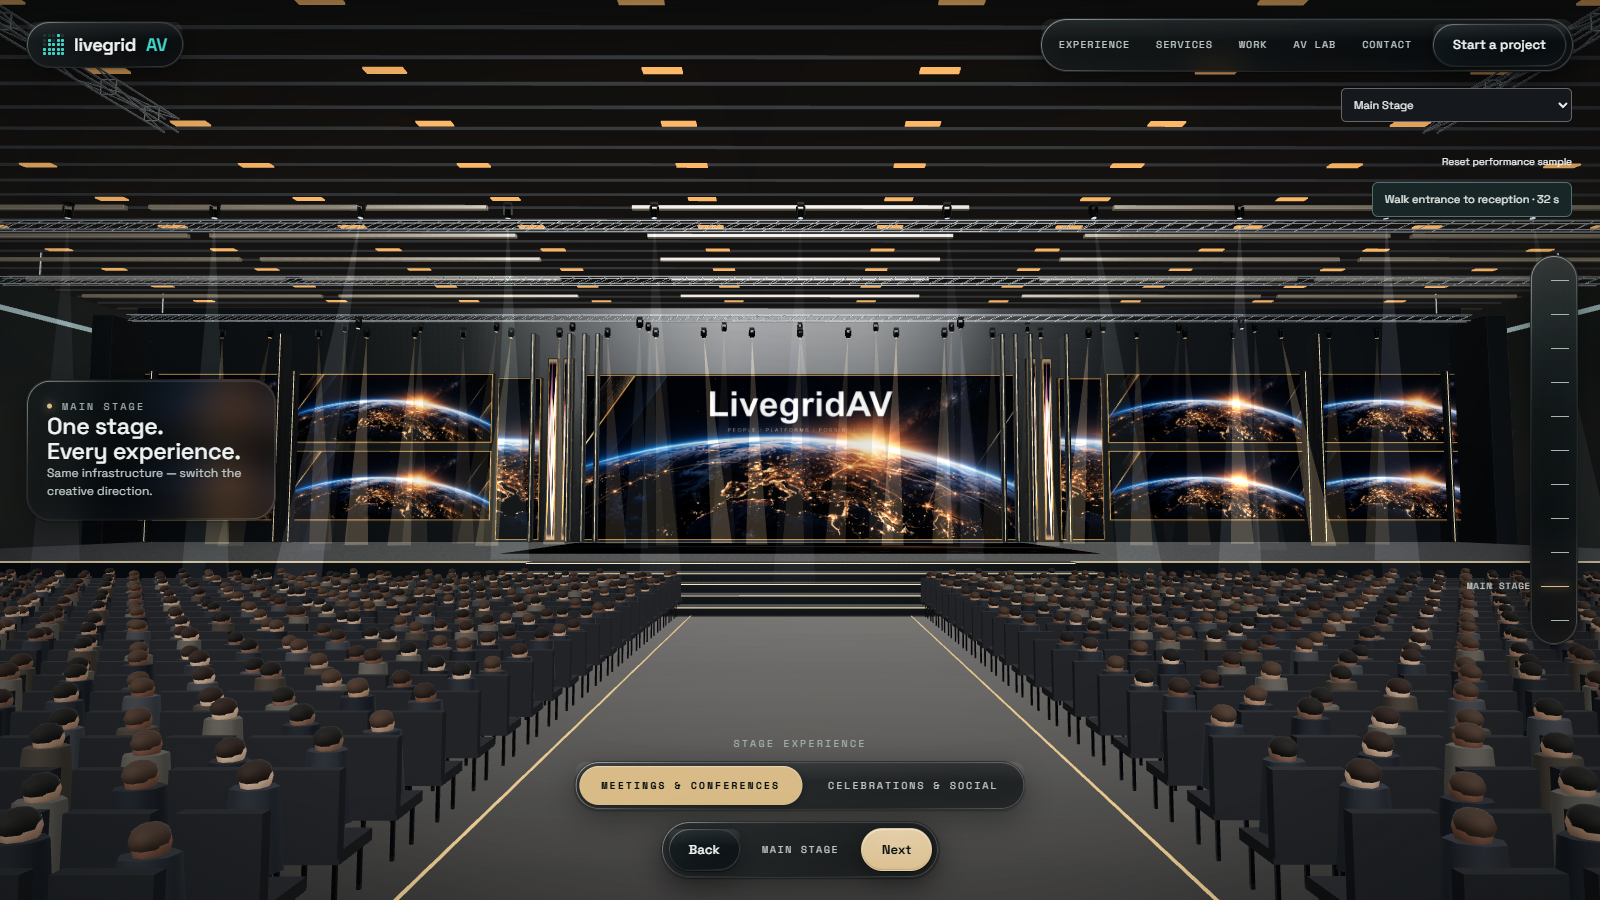 livegrid AV
EXPERIENCE SERVICES WORK AV LAB CONTACT Start a project
Main Stage
Reset performance sample
Walk entrance to reception · 32 s
LivegridAV
PEOPLE · PLATFORMS ·
MAIN STAGE
One stage.
Every experience.
Same infrastructure — switch the
creative direction.
MAIN STAGE
STAGE EXPERIENCE
MEETINGS & CONFERENCES CELEBRATIONS & SOCIAL
Back MAIN STAGE Next